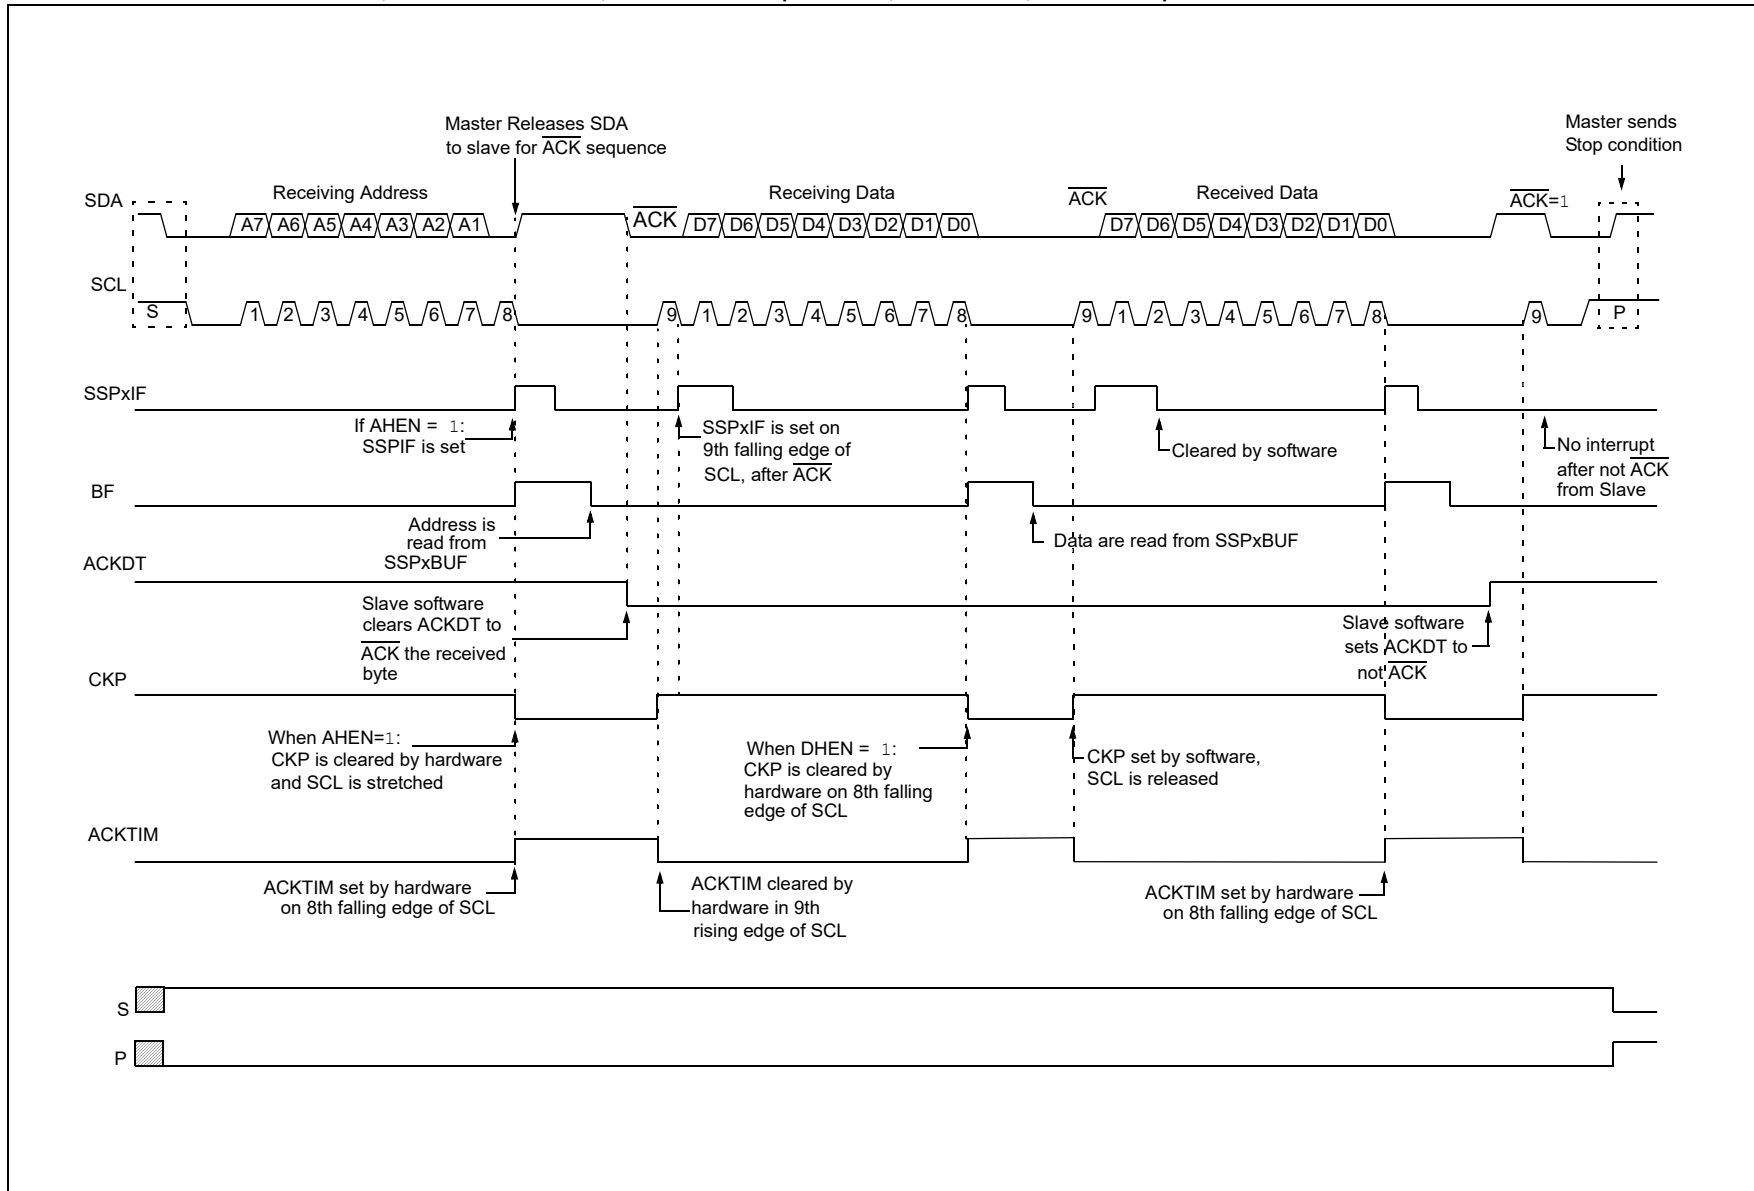 Master Releases SDA
to slave for ACK sequence
Master sends
Stop condition
SDA
Receiving Address
Receiving Data
ACK
Received Data
ACK=1
A7 A6 A5 A4 A3 A2 A1
ACK
D7 D6 D5 D4 D3 D2 D1 D0
D7 D6 D5 D4 D3 D2 D1 D0
SCL
S
1 2 3 4 5 6 7 8
9 1 2 3 4 5 6 7 8
9 1 2 3 4 5 6 7 8
9
P
SSPxIF
If AHEN = 1:
SSPIF is set
SSPxIF is set on
9th falling edge of
SCL, after ACK
Cleared by software
No interrupt
after not ACK
from Slave
BF
Address is
read from
SSPxBUF
Data are read from SSPxBUF
ACKDT
Slave software
clears ACKDT to
ACK the received
byte
Slave software
sets ACKDT to
not ACK
CKP
When AHEN=1:
CKP is cleared by hardware
and SCL is stretched
When DHEN = 1:
CKP is cleared by
hardware on 8th falling
edge of SCL
CKP set by software,
SCL is released
ACKTIM
ACKTIM set by hardware
on 8th falling edge of SCL
ACKTIM cleared by
hardware in 9th
rising edge of SCL
ACKTIM set by hardware
on 8th falling edge of SCL
S
P